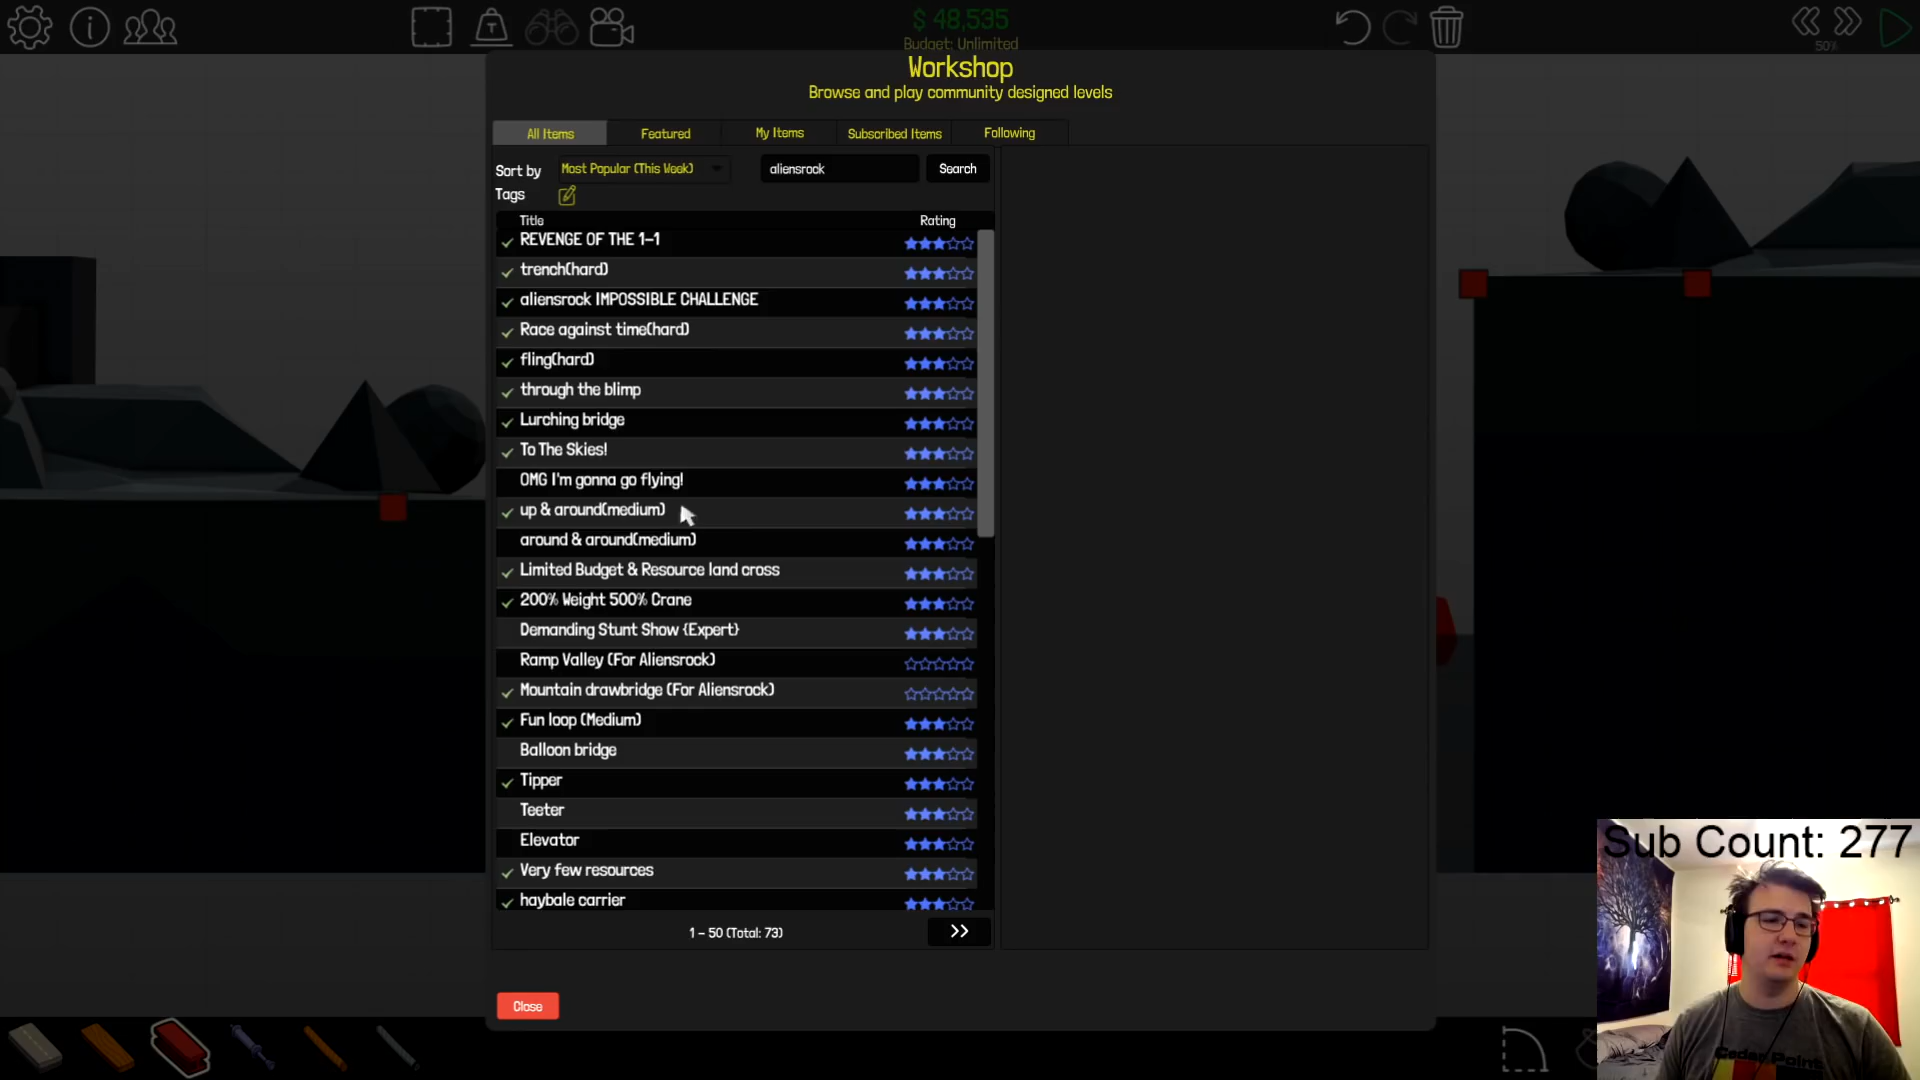 $ 48,535
Budget: Unlimited
50%
Workshop
Browse and play community designed levels
All Items
Featured
My Items
Subscribed Items
Following
Sort by
Most Popular (This Week)
aliensrock
Search
Tags
Title
Rating
REVENGE OF THE 1-1
trench(hard)
aliensrock IMPOSSIBLE CHALLENGE
Race against time(hard)
fling(hard)
through the blimp
Lurching bridge
To The Skies!
OMG I'm gonna go flying!
up & around(medium)
around & around(medium)
Limited Budget & Resource land cross
200% Weight 500% Crane
Demanding Stunt Show {Expert}
Ramp Valley (For Aliensrock)
Mountain drawbridge (For Aliensrock)
Fun loop (Medium)
Balloon bridge
Tipper
Teeter
Elevator
Very few resources
haybale carrier
1 - 50 (Total: 73)
>>
Close
Sub Count: 277
Cedar Point